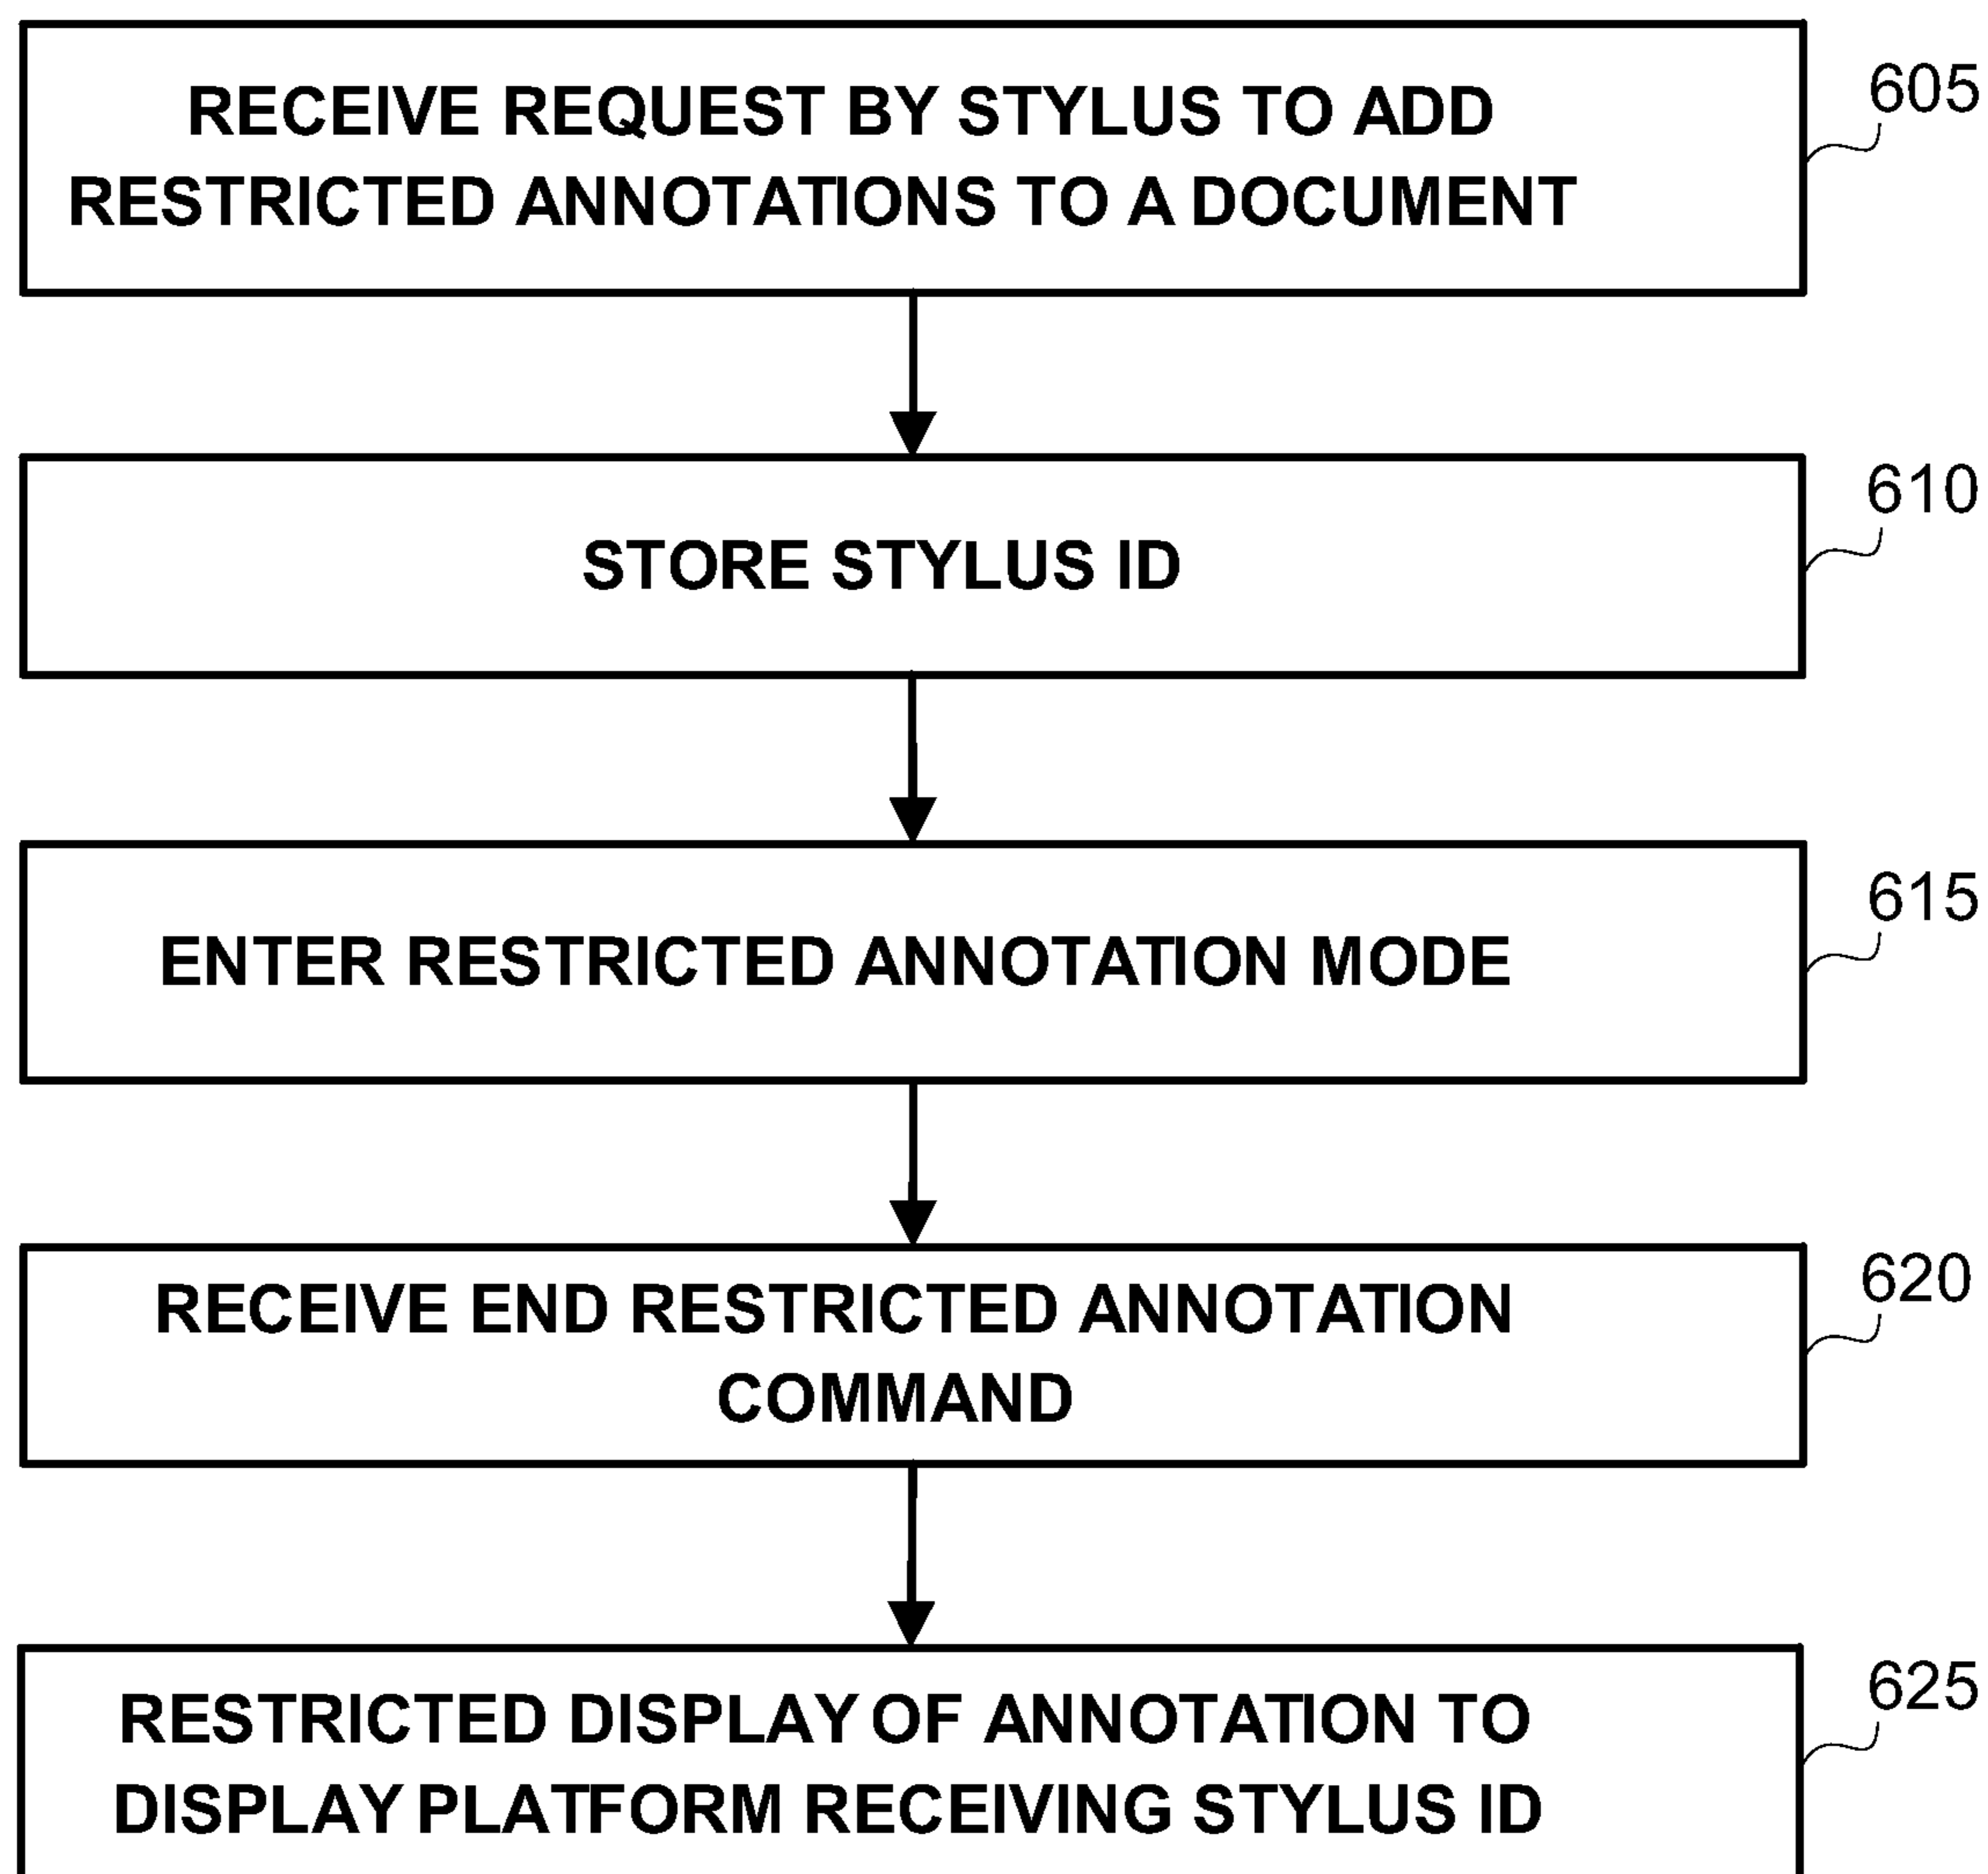 RECEIVE REQUEST BY STYLUS TO ADD
RESTRICTED ANNOTATIONS TO A DOCUMENT
605
STORE STYLUS ID
610
ENTER RESTRICTED ANNOTATION MODE
615
RECEIVE END RESTRICTED ANNOTATION
COMMAND
620
RESTRICTED DISPLAY OF ANNOTATION TO
DISPLAY PLATFORM RECEIVING STYLUS ID
625